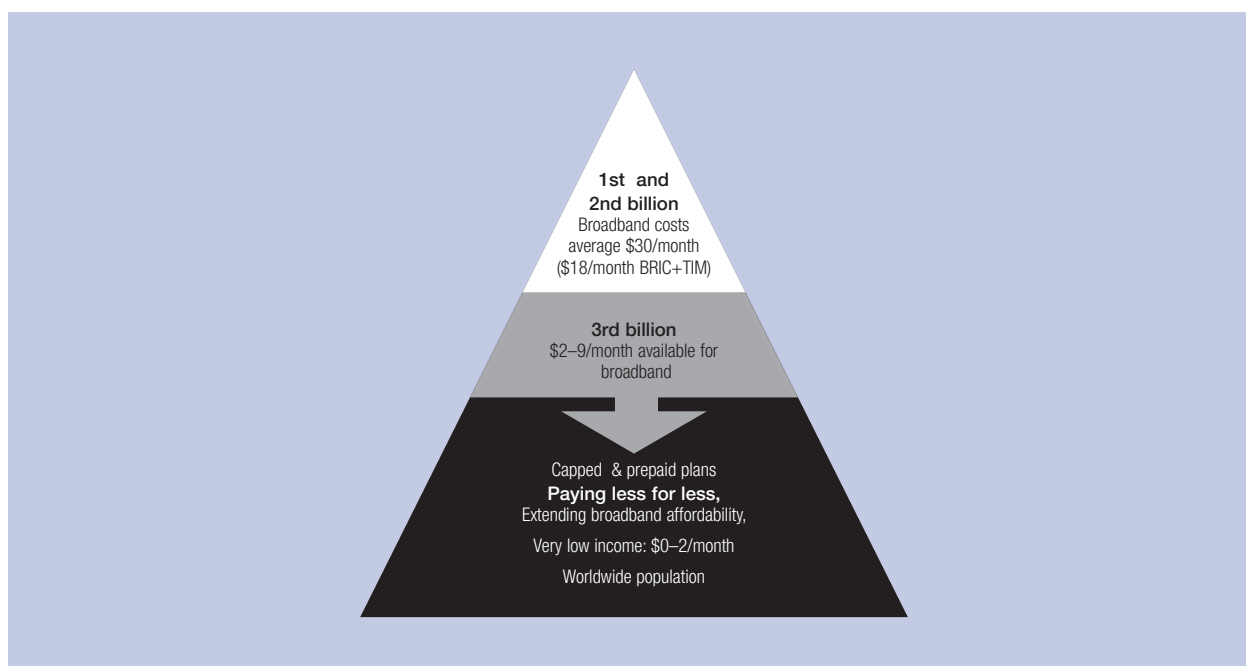 1st and
2nd billion
Broadband costs
average $30/month
($18/month BRIC+TIM)
3rd billion
$2–9/month available for
broadband
Capped & prepaid plans
Paying less for less,
Extending broadband affordability,
Very low income: $0–2/month
Worldwide population